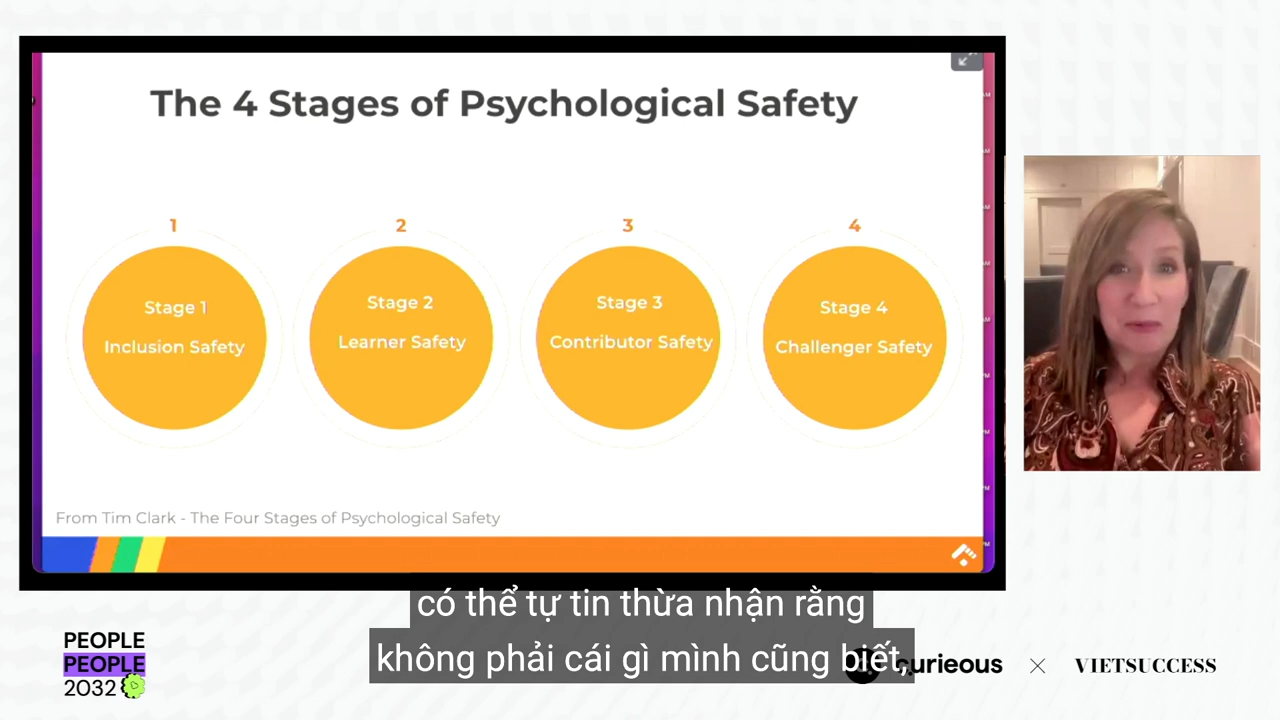 The 4 Stages of Psychological Safety
1
2
3
4
Stage 1
Inclusion Safety
Stage 2
Learner Safety
Stage 3
Contributor Safety
Stage 4
Challenger Safety
From Tim Clark - The Four Stages of Psychological Safety
có thể tự tin thừa nhận rằng
không phải cái gì mình cũng biết,
PEOPLE
PEOPLE
2032
curieous
VIETSUCCESS